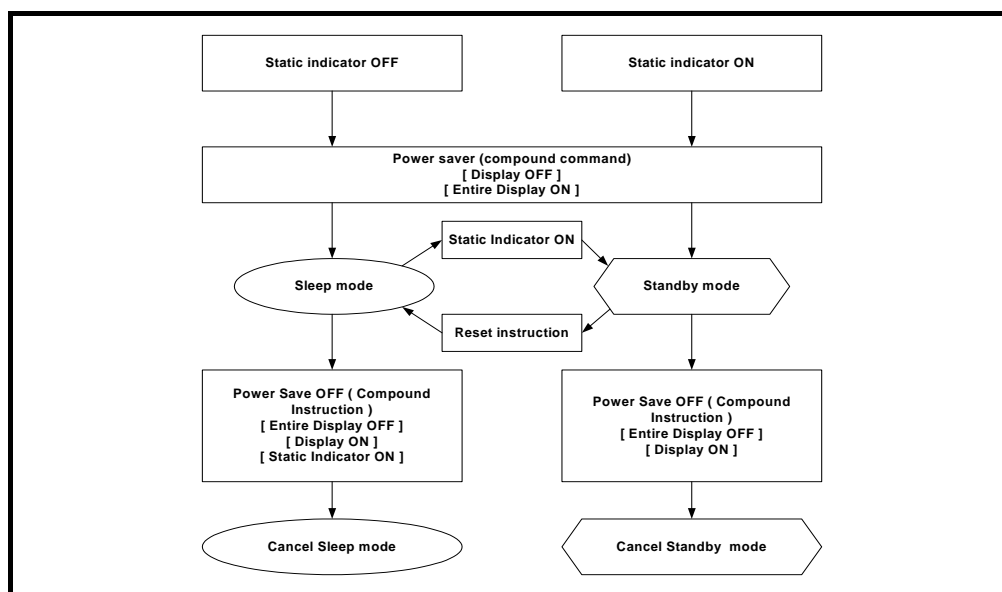 Static indicator OFF
Static indicator ON
Power saver (compound command)
[ Display OFF ]
[ Entire Display ON ]
Static Indicator ON
Sleep mode
Standby mode
Reset instruction
Power Save OFF ( Compound
Instruction )
[ Entire Display OFF ]
[ Display ON ]
[ Static Indicator ON ]
Power Save OFF ( Compound
Instruction )
[ Entire Display OFF ]
[ Display ON ]
Cancel Sleep mode
Cancel Standby  mode